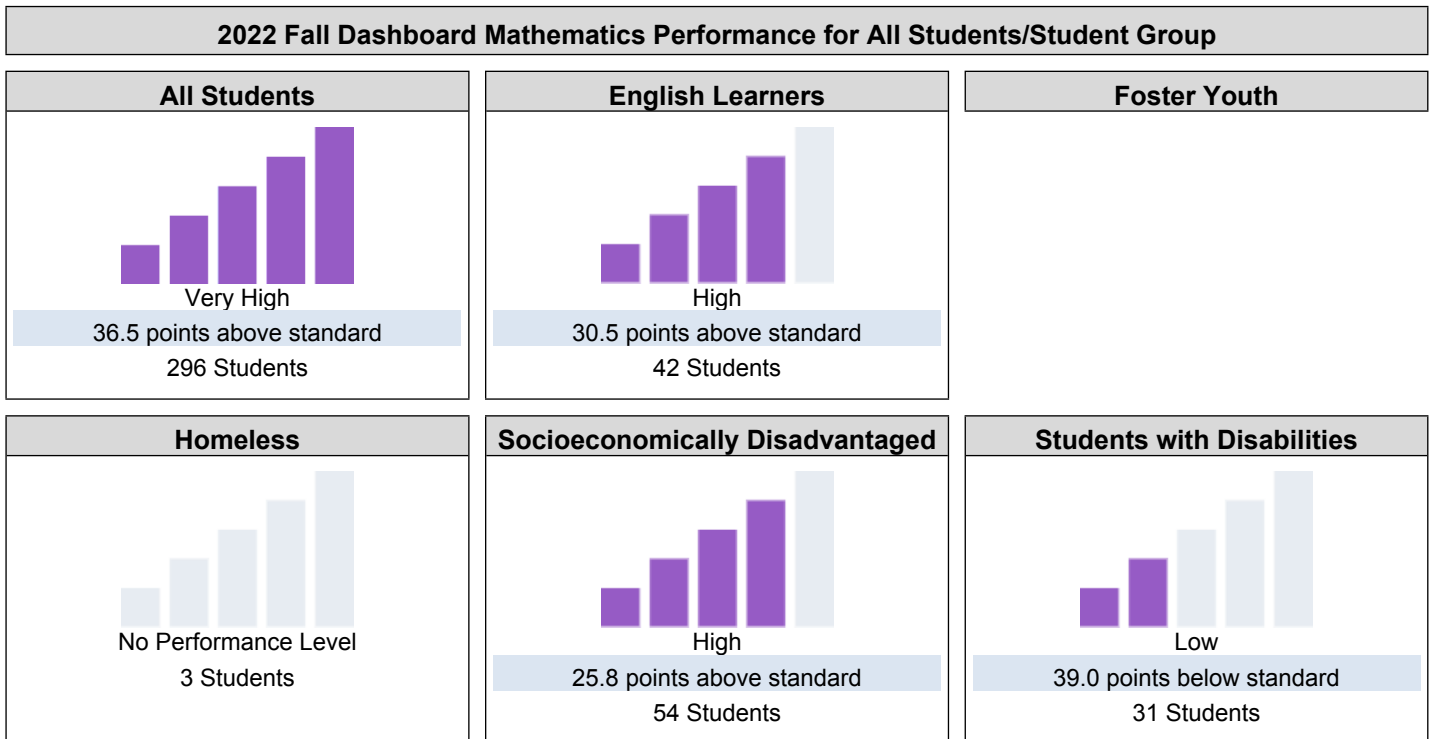 2022 Fall Dashboard Mathematics Performance for All Students/Student Group
All Students
Very High
36.5 points above standard
296 Students
English Learners
High
30.5 points above standard
42 Students
Foster Youth
Homeless
No Performance Level
3 Students
Socioeconomically Disadvantaged
High
25.8 points above standard
54 Students
Students with Disabilities
Low
39.0 points below standard
31 Students